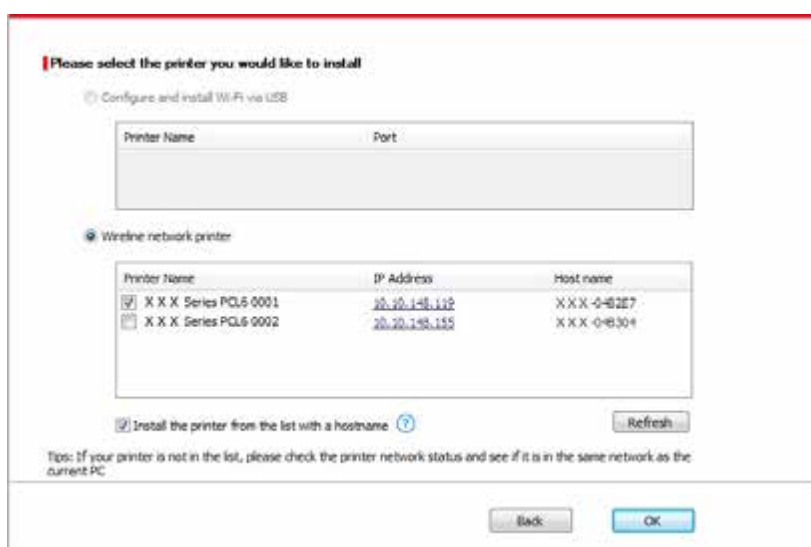 Please select the printer you would like to install
Configure and install Wi-Fi via USB
Printer Name Port
Wireline network printer
Printer Name IP Address Host name
X X X Series PCL6 0001 10.10.148.119 X X X -04B2E7
X X X Series PCL6 0002 10.10.148.155 X X X -04B304
Install the printer from the list with a hostname ? Refresh
Tips: If your printer is not in the list, please check the printer network status and see if it is in the same network as the
current PC
Back OK